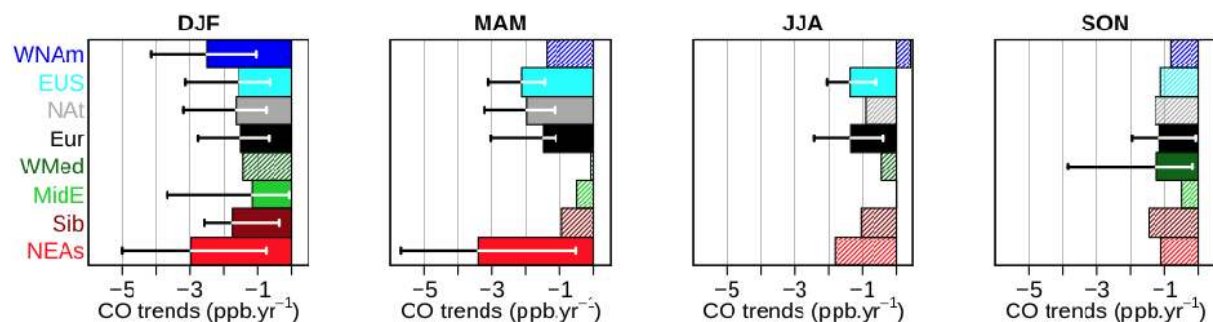 DJF MAM JJA SON
WNAm
EUS
NAt
Eur
WMed
MidE
Sib
NEAs
−5 −3 −1 −5 −3 −1 −5 −3 −1 −5 −3 −1
CO trends (ppb.yr⁻¹) CO trends (ppb.yr⁻¹) CO trends (ppb.yr⁻¹) CO trends (ppb.yr⁻¹)